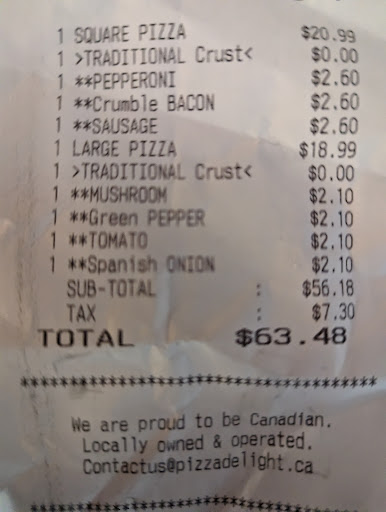 1 SQUARE PIZZA $20.99
1 >TRADITIONAL Crust< $0.00
1 **PEPPERONI $2.60
1 **Crumble BACON $2.60
1 **SAUSAGE $2.60
1 LARGE PIZZA $18.99
1 >TRADITIONAL Crust< $0.00
1 **MUSHROOM $2.10
1 **Green PEPPER $2.10
1 **TOMATO $2.10
1 **Spanish ONION $2.10
SUB-TOTAL : $56.18
TAX : $7.30
TOTAL $63.48
****************************************
We are proud to be Canadian.
Locally owned & operated.
Contactus@pizzadelight.ca
****************************************